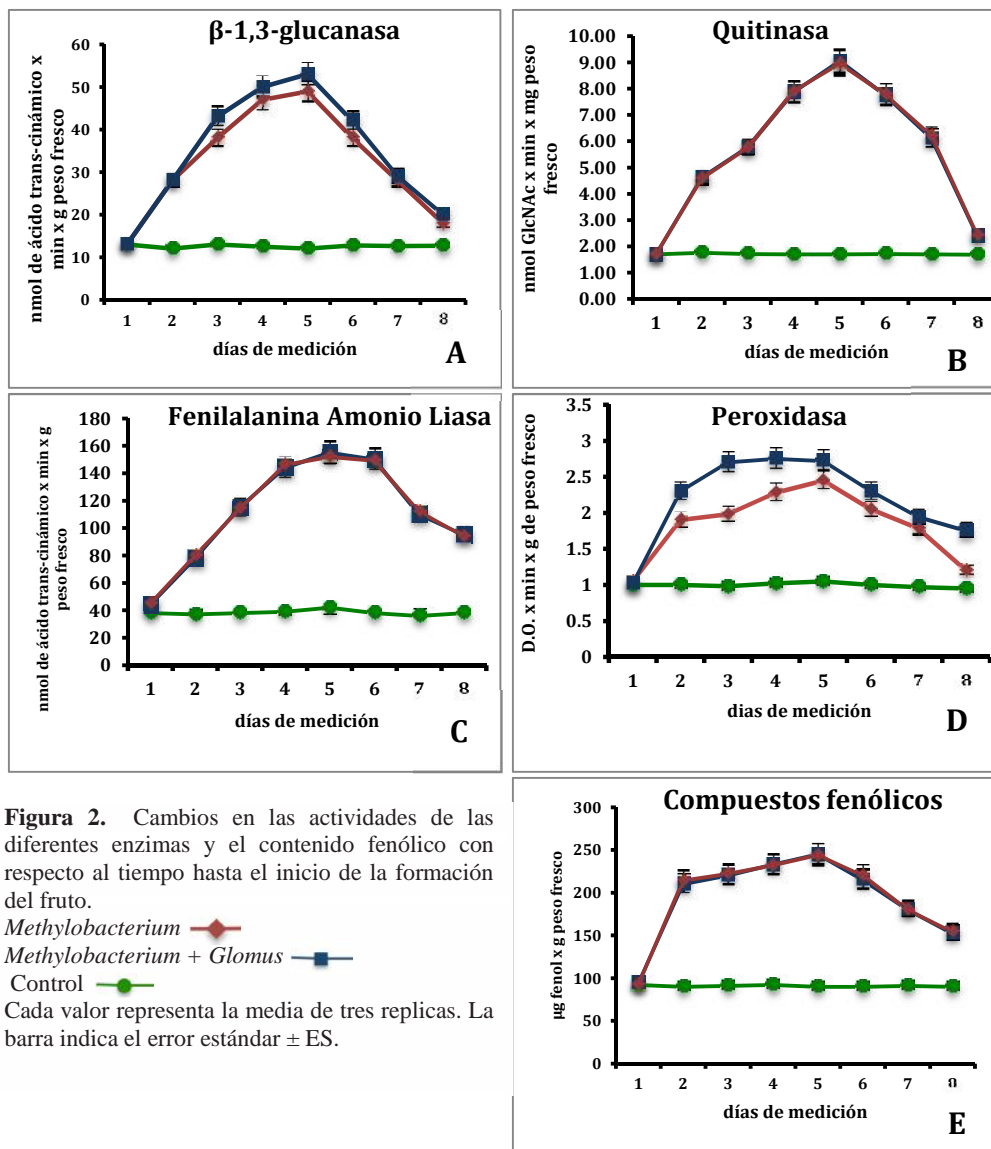 β-1,3-glucanasa
nmol de ácido trans-cinámico x
min x g peso fresco
60
50
40
30
20
10
0
1 2 3 4 5 6 7 8
días de medición
A
Quitinasa
nmol GlcNAc x min x mg peso
fresco
10.00
9.00
8.00
7.00
6.00
5.00
4.00
3.00
2.00
1.00
0.00
1 2 3 4 5 6 7 8
días de medición
B
Fenilalanina Amonio Liasa
nmol de ácido trans-cinámico x min x g
peso fresco
180
160
140
120
100
80
60
40
20
0
1 2 3 4 5 6 7 8
días de medición
C
Peroxidasa
D.O. x min x g de peso fresco
3.5
3
2.5
2
1.5
1
0.5
0
1 2 3 4 5 6 7 8
dias de medición
D
Figura 2. Cambios en las actividades de las
diferentes enzimas y el contenido fenólico con
respecto al tiempo hasta el inicio de la formación
del fruto.
Methylobacterium
Methylobacterium + Glomus
Control
Cada valor representa la media de tres replicas. La
barra indica el error estándar ± ES.
Compuestos fenólicos
µg fenol x g peso fresco
300
250
200
150
100
50
0
1 2 3 4 5 6 7 8
días de medición
E